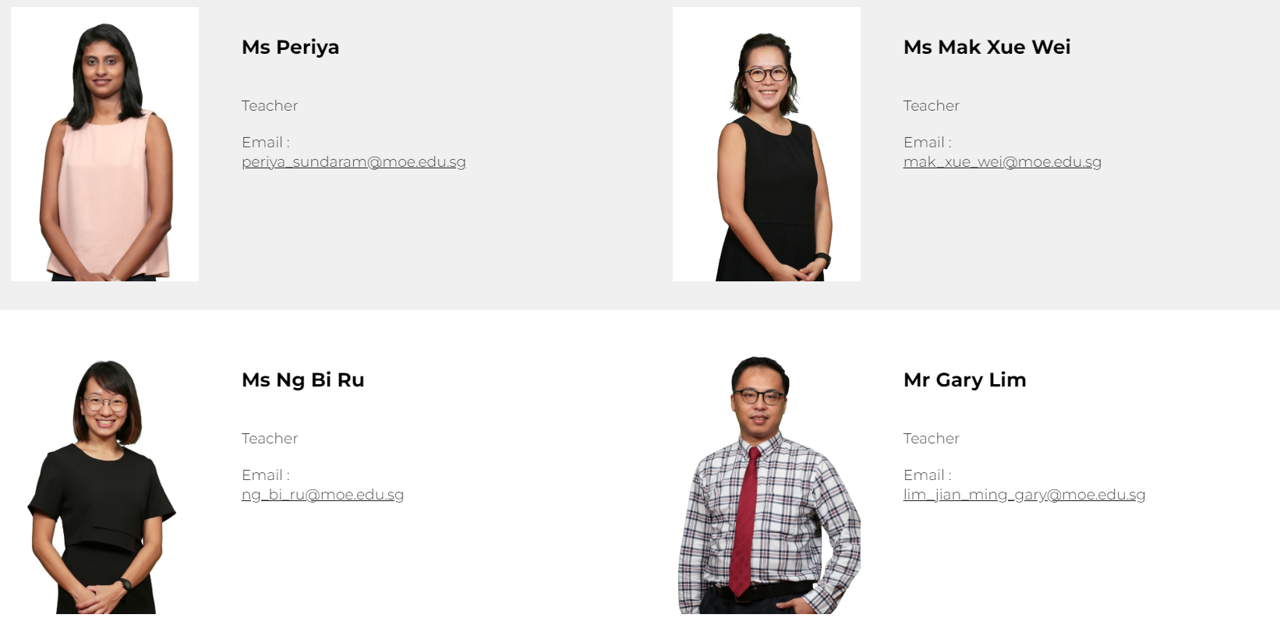 Ms Periya
Teacher
Email :
periya_sundaram@moe.edu.sg
Ms Mak Xue Wei
Teacher
Email :
mak_xue_wei@moe.edu.sg
Ms Ng Bi Ru
Teacher
Email :
ng_bi_ru@moe.edu.sg
Mr Gary Lim
Teacher
Email :
lim_jian_ming_gary@moe.edu.sg